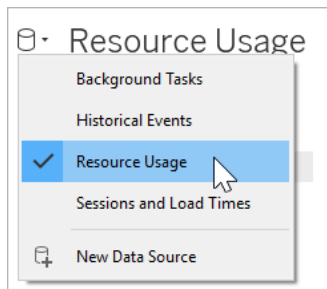 Resource Usage
Background Tasks
Historical Events
Resource Usage
Sessions and Load Times
New Data Source